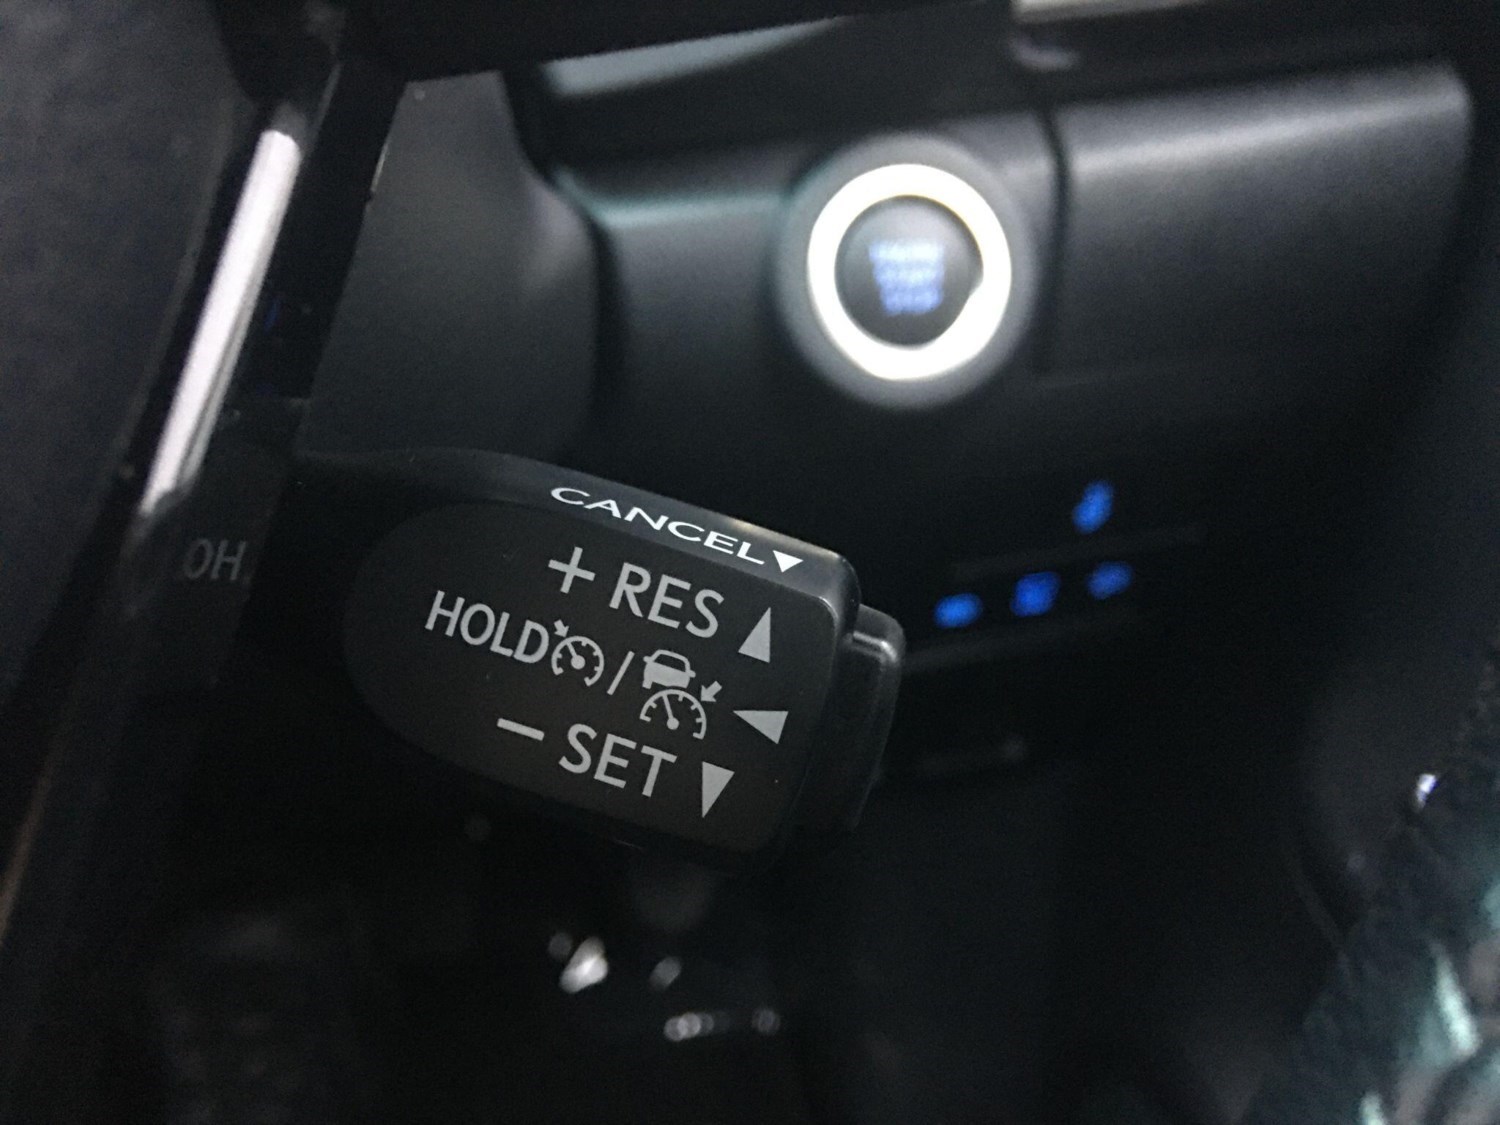 CANCEL▼
+ RES ▲
HOLD / ◀
− SET ▼